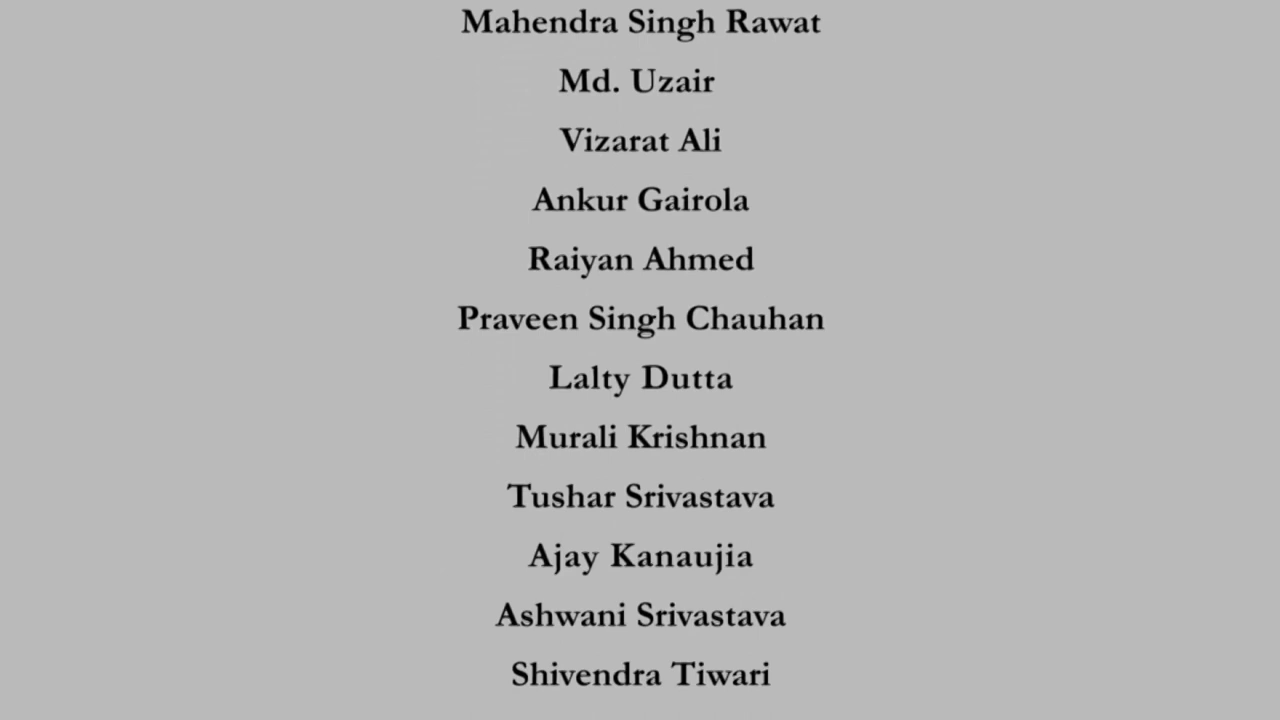 Mahendra Singh Rawat
Md. Uzair
Vizarat Ali
Ankur Gairola
Raiyan Ahmed
Praveen Singh Chauhan
Lalty Dutta
Murali Krishnan
Tushar Srivastava
Ajay Kanaujia
Ashwani Srivastava
Shivendra Tiwari